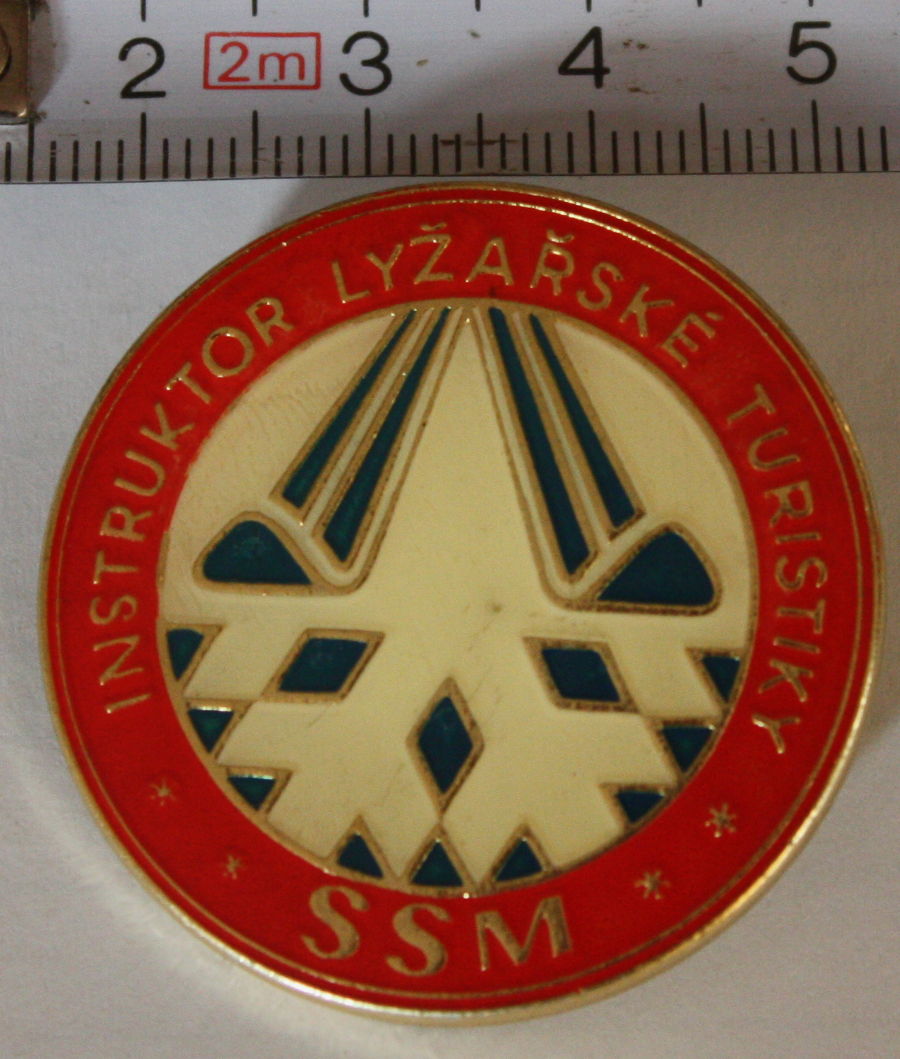 2 2m 3 4 5
INSTRUKTOR LYŽAŘSKÉ TURISTIKY
SSM